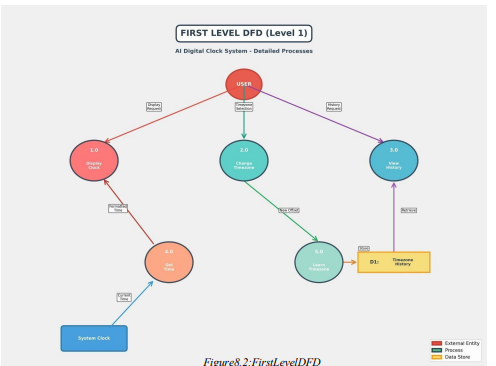 FIRST LEVEL DFD (Level 1)
AI Digital Clock System - Detailed Processes
USER
Display
Request
Timezone
Selection
History
Request
1.0
Display
Clock
2.0
Change
Timezone
3.0
View
History
Formatted
Time
New Offset
Retrieve
4.0
Get
Time
5.0
Timezone
Store
D1:
Timezone
History
Current
Time
System Clock
External Entity
Process
Data Store
Figure8.2:FirstLevelDFD